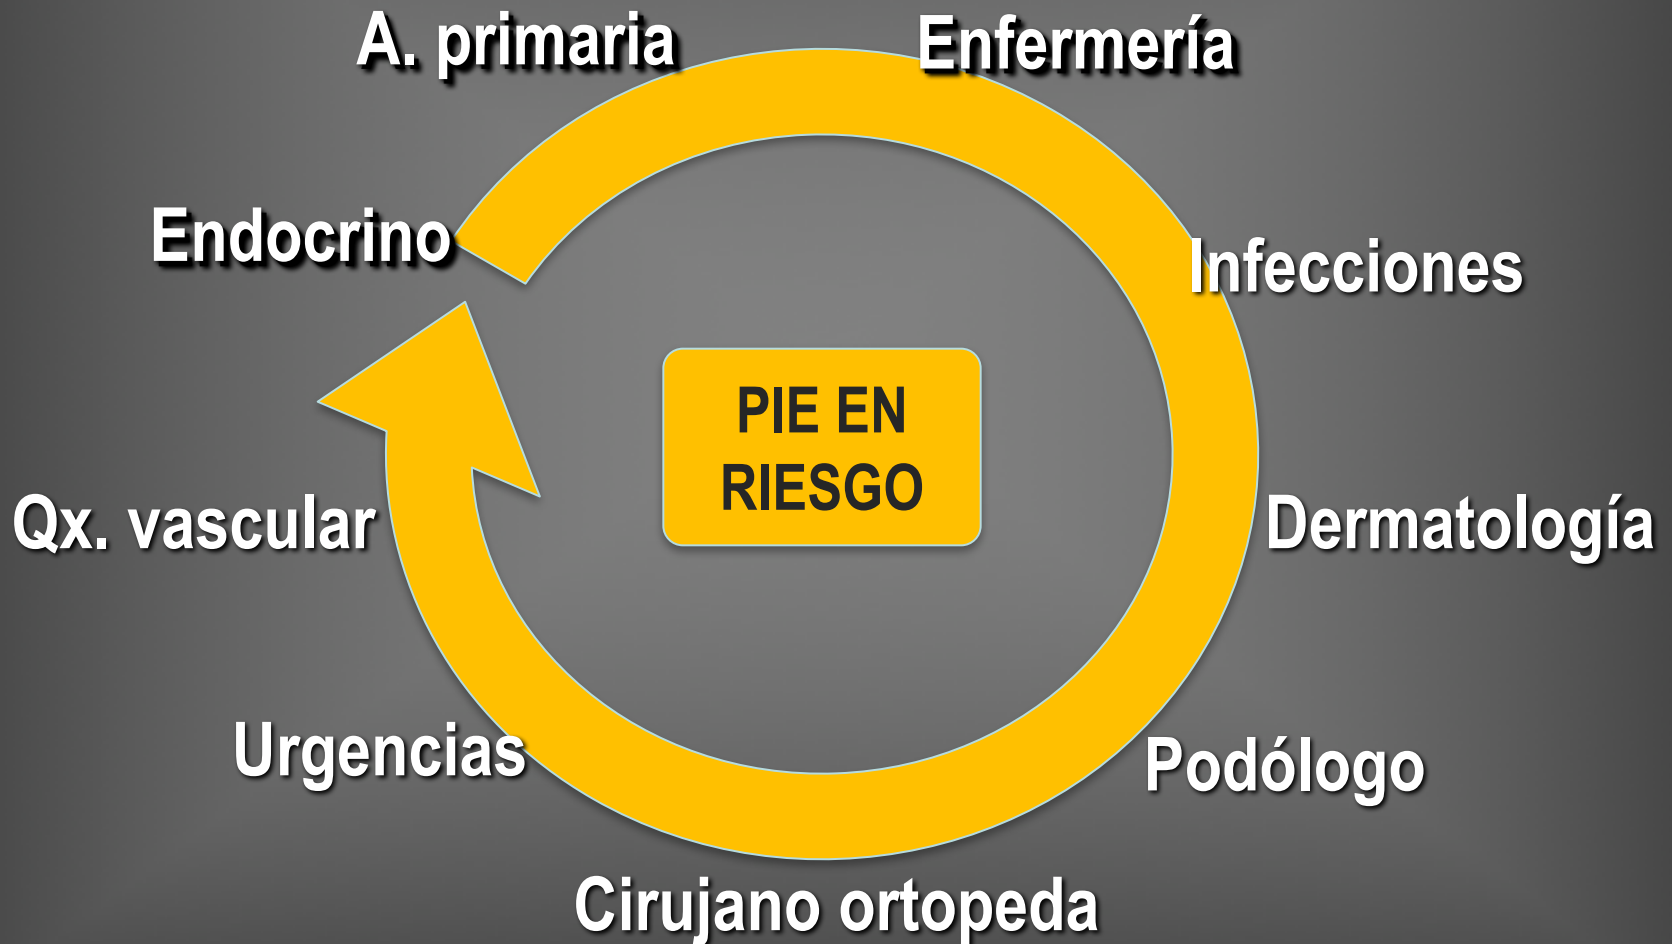 A. primaria
Enfermería
Endocrino
Infecciones
PIE EN
RIESGO
Qx. vascular
Dermatología
Urgencias
Podólogo
Cirujano ortopeda